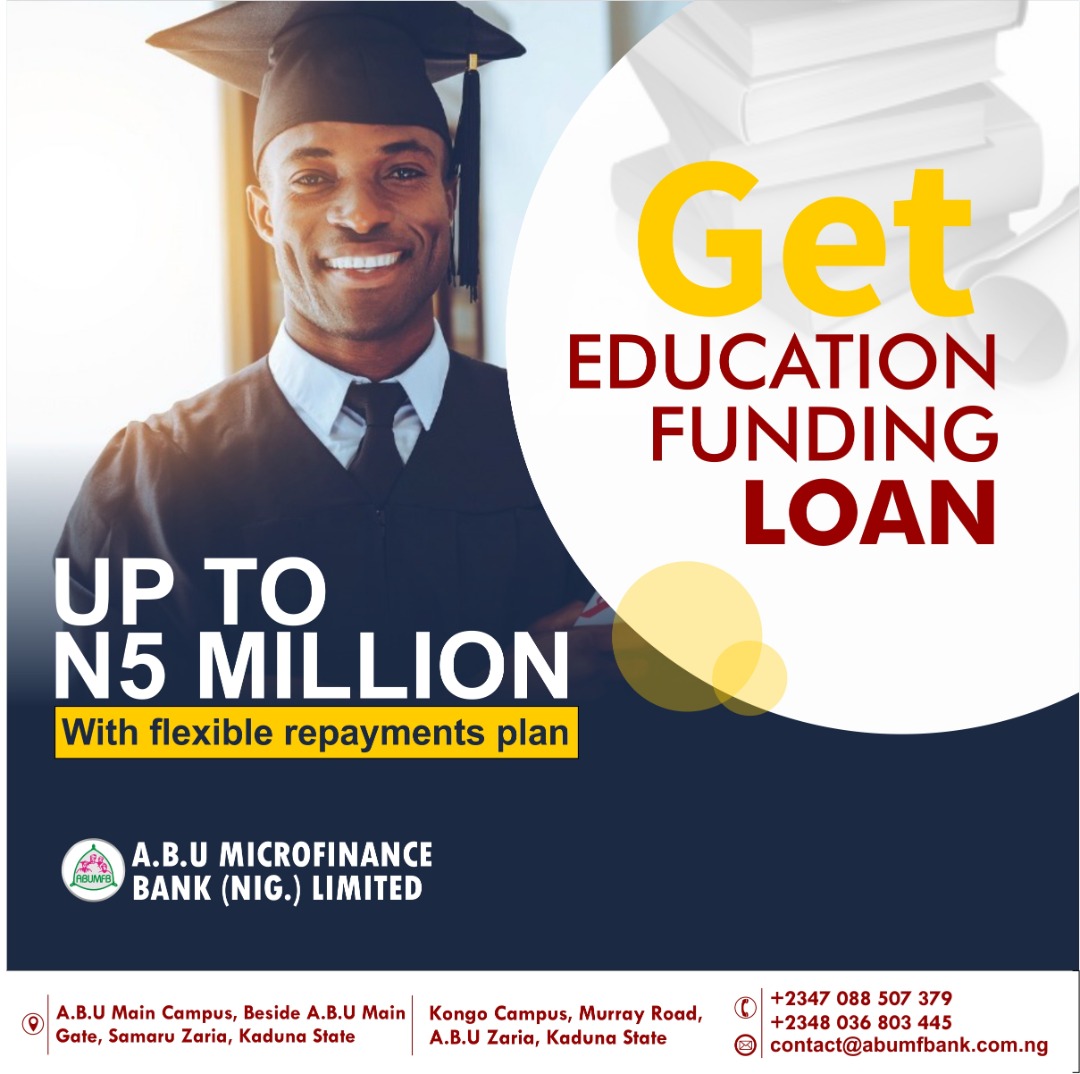 Get
EDUCATION
FUNDING
LOAN
UP TO
N5 MILLION
With flexible repayments plan
ABUMFB
A.B.U MICROFINANCE
BANK (NIG.) LIMITED
A.B.U Main Campus, Beside A.B.U Main
Gate, Samaru Zaria, Kaduna State
Kongo Campus, Murray Road,
A.B.U Zaria, Kaduna State
+2347 088 507 379
+2348 036 803 445
contact@abumfbank.com.ng